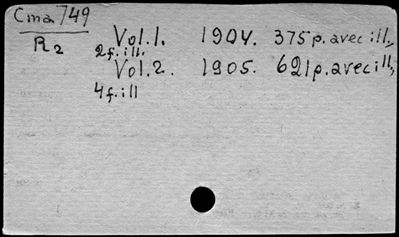 Cma 749
R2
Vol. 1. 1904. 375 p. avec ill.,
2 f. ill.
Vol. 2. 1905. 621 p. avec ill.,
4 f. ill